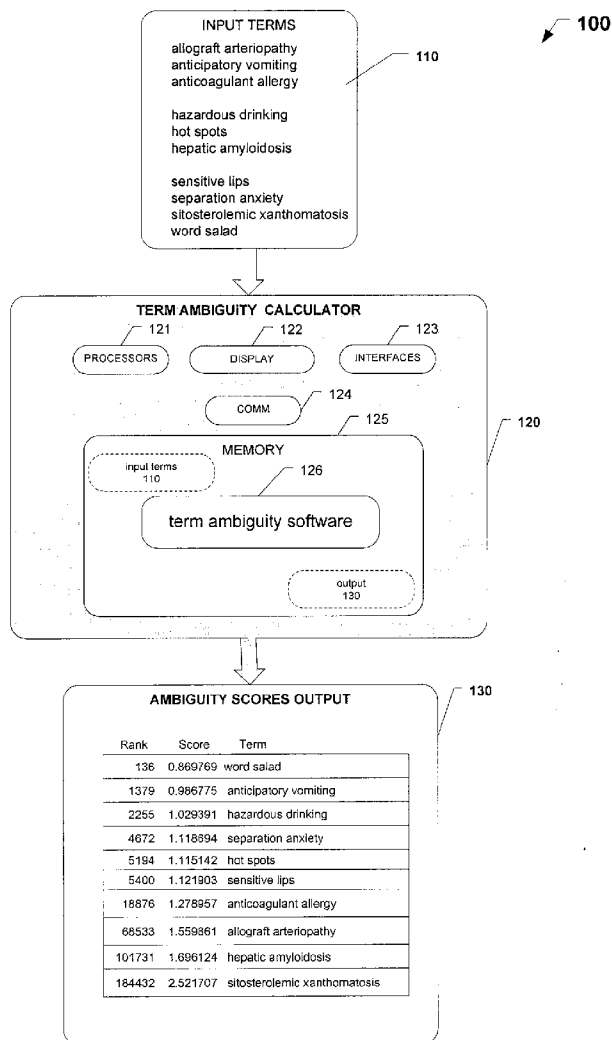 100
INPUT TERMS
allograft arteriopathy
anticipatory vomiting
anticoagulant allergy
110
hazardous drinking
hot spots
hepatic amyloidosis
sensitive lips
separation anxiety
sitosterolemic xanthomatosis
word salad
TERM AMBIGUITY CALCULATOR
121
122
123
PROCESSORS
DISPLAY
INTERFACES
124
COMM
125
120
MEMORY
input terms
110
126
term ambiguity software
output
130
AMBIGUITY SCORES OUTPUT
130
Rank Score Term
136 0.869769 word salad
1379 0.986775 anticipatory vomiting
2255 1.029391 hazardous drinking
4672 1.118694 separation anxiety
5194 1.115142 hot spots
5400 1.121903 sensitive lips
18876 1.278957 anticoagulant allergy
68533 1.559861 allograft arteriopathy
101731 1.696124 hepatic amyloidosis
184432 2.521707 sitosterolemic xanthomatosis